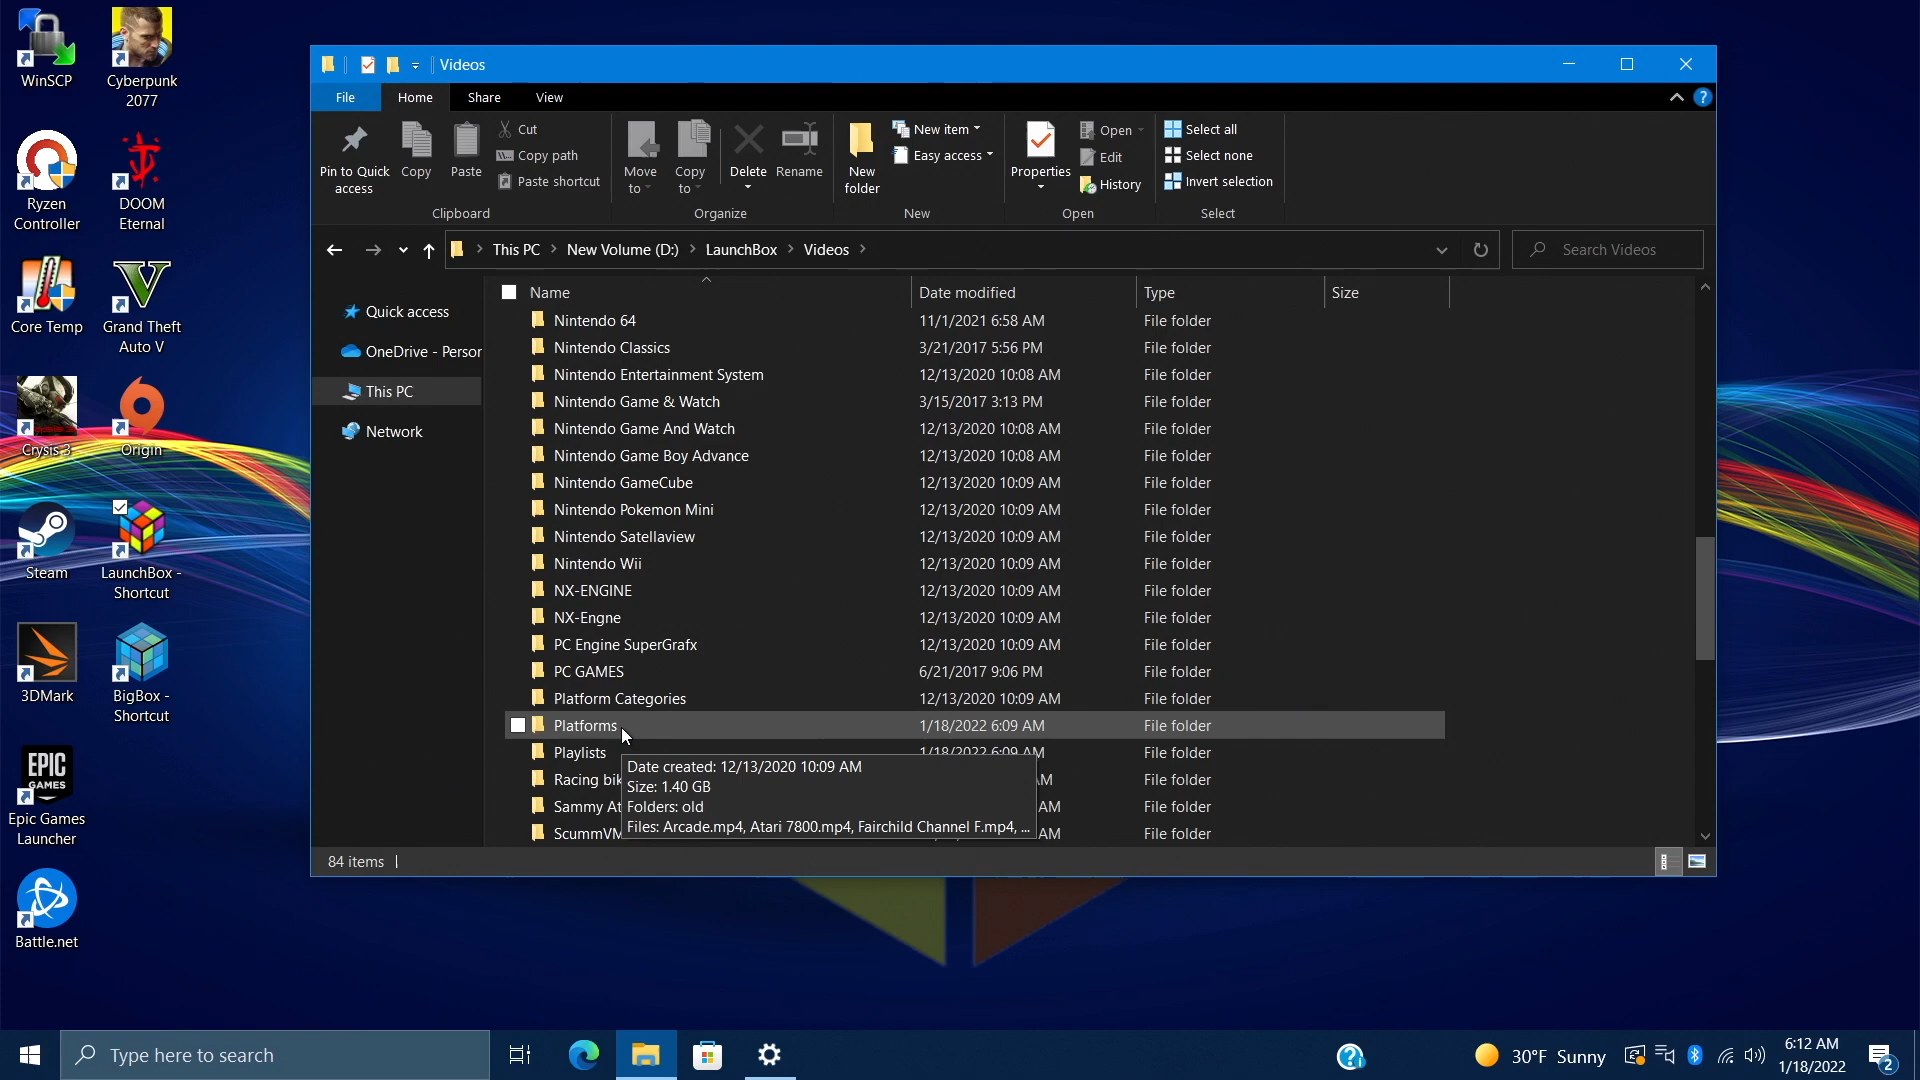 WinSCP
Cyberpunk
2077
Ryzen
Controller
DOOM
Eternal
Core Temp
Grand Theft
Auto V
Crysis 3
Origin
Steam
LaunchBox -
Shortcut
3DMark
BigBox -
Shortcut
EPIC
GAMES
Epic Games
Launcher
Battle.net
Videos
File
Home
Share
View
Pin to Quick
access
Copy
Paste
Cut
Copy path
Paste shortcut
Clipboard
Move
to
Copy
to
Delete
Rename
Organize
New
folder
New item
Easy access
New
Properties
Open
Edit
History
Open
Select all
Select none
Invert selection
Select
This PC
New Volume (D:)
LaunchBox
Videos
Search Videos
Quick access
OneDrive - Person
This PC
Network
Name Date modified Type Size
Nintendo 64 11/1/2021 6:58 AM File folder
Nintendo Classics 3/21/2017 5:56 PM File folder
Nintendo Entertainment System 12/13/2020 10:08 AM File folder
Nintendo Game & Watch 3/15/2017 3:13 PM File folder
Nintendo Game And Watch 12/13/2020 10:08 AM File folder
Nintendo Game Boy Advance 12/13/2020 10:08 AM File folder
Nintendo GameCube 12/13/2020 10:09 AM File folder
Nintendo Pokemon Mini 12/13/2020 10:09 AM File folder
Nintendo Satellaview 12/13/2020 10:09 AM File folder
Nintendo Wii 12/13/2020 10:09 AM File folder
NX-ENGINE 12/13/2020 10:09 AM File folder
NX-Engne 12/13/2020 10:09 AM File folder
PC Engine SuperGrafx 12/13/2020 10:09 AM File folder
PC GAMES 6/21/2017 9:06 PM File folder
Platform Categories 12/13/2020 10:09 AM File folder
Platforms 1/18/2022 6:09 AM File folder
Playlists 1/18/2022 6:09 AM File folder
Racing bik M File folder
Sammy At AM File folder
ScummVM AM File folder
Date created: 12/13/2020 10:09 AM
Size: 1.40 GB
Folders: old
Files: Arcade.mp4, Atari 7800.mp4, Fairchild Channel F.mp4, ...
84 items
Type here to search
30°F Sunny
6:12 AM
1/18/2022
2